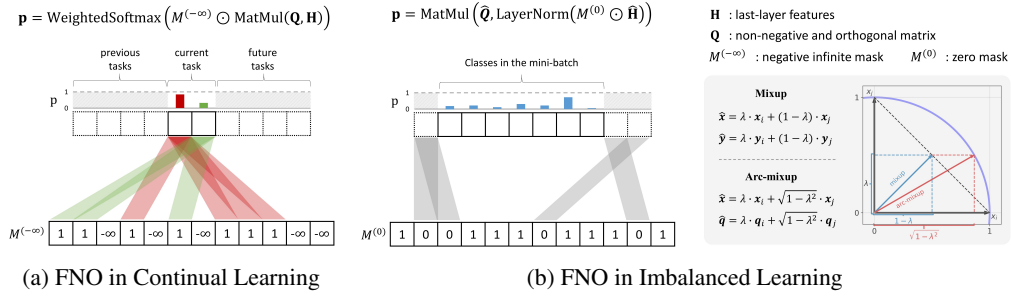 𝐩 = WeightedSoftmax(M^(-∞) ⊙ MatMul(𝐐, 𝐇))
previous tasks
current task
future tasks
p
1
0
M^(-∞)
1 1 -∞ 1 -∞ 1 -∞ 1 1 1 -∞ -∞
(a) FNO in Continual Learning
𝐩 = MatMul(𝑸̂, LayerNorm(M^(0) ⊙ 𝐇̂))
Classes in the mini-batch
p
1
0
M^(0)
1 0 0 1 1 1 0 1 1 1 0 1
(b) FNO in Imbalanced Learning
𝐇 : last-layer features
𝐐 : non-negative and orthogonal matrix
M^(-∞) : negative infinite mask M^(0) : zero mask
Mixup
x̂ = λ · x_i + (1 − λ) · x_j
ŷ = λ · y_i + (1 − λ) · y_j
Arc-mixup
x̂ = λ · x_i + √(1 − λ²) · x_j
q̂ = λ · q_i + √(1 − λ²) · q_j
x_j
1
λ
mixup
arc-mixup
0
x_i
0
1
1 − λ
√(1 − λ²)